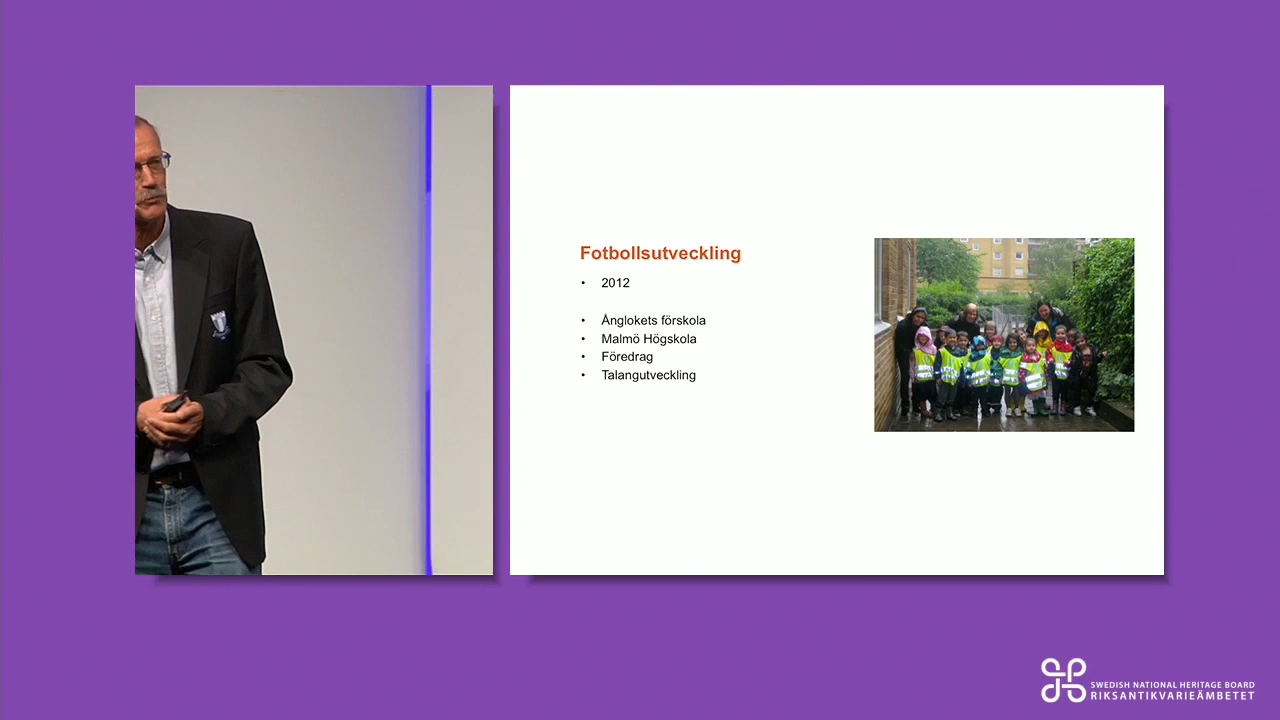 Fotbollsutveckling
• 2012
• Ånglokets förskola
• Malmö Högskola
• Föredrag
• Talangutveckling
SWEDISH NATIONAL HERITAGE BOARD
RIKSANTIKVARIEÄMBETET